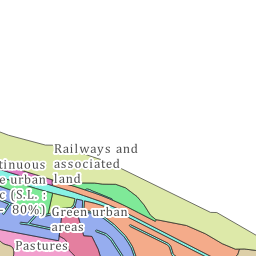 Railways and
associated
land
tinuous
e urban
c (S.L. :
- 80%)
Green urban
areas
Pastures